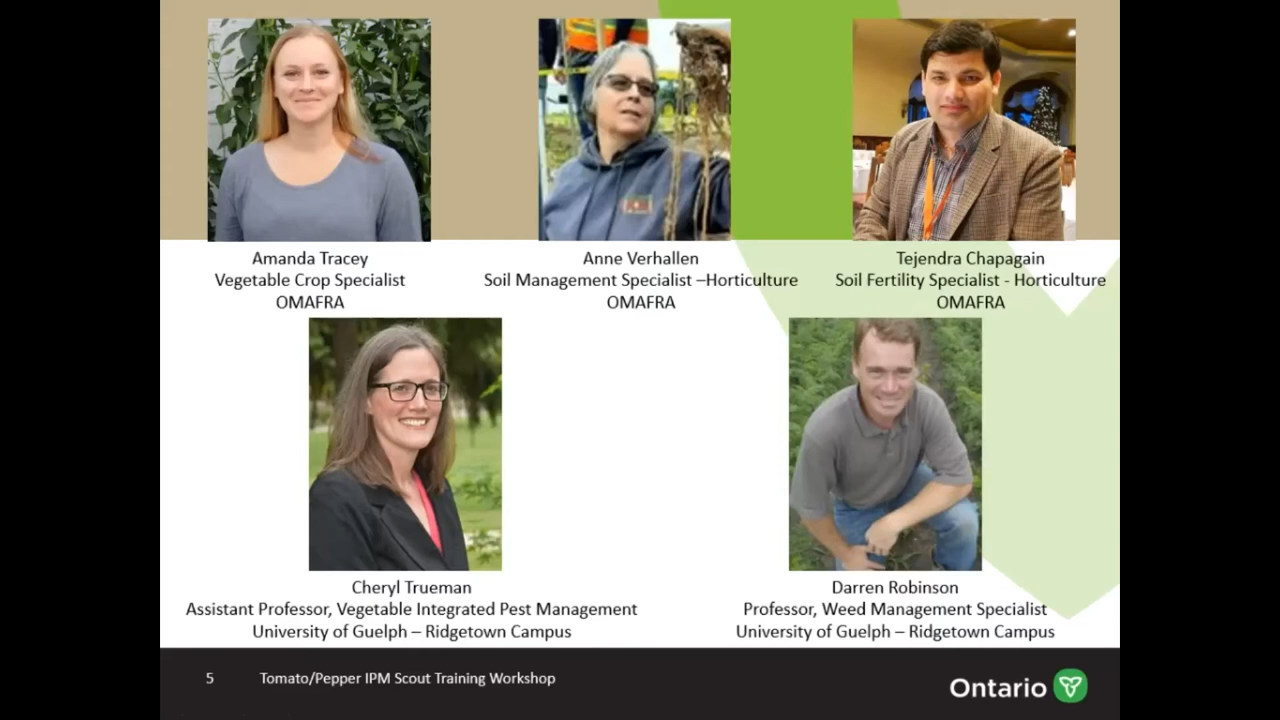 Amanda Tracey
Vegetable Crop Specialist
OMAFRA
Anne Verhallen
Soil Management Specialist –Horticulture
OMAFRA
Tejendra Chapagain
Soil Fertility Specialist - Horticulture
OMAFRA
Cheryl Trueman
Assistant Professor, Vegetable Integrated Pest Management
University of Guelph – Ridgetown Campus
Darren Robinson
Professor, Weed Management Specialist
University of Guelph – Ridgetown Campus
5 Tomato/Pepper IPM Scout Training Workshop
Ontario